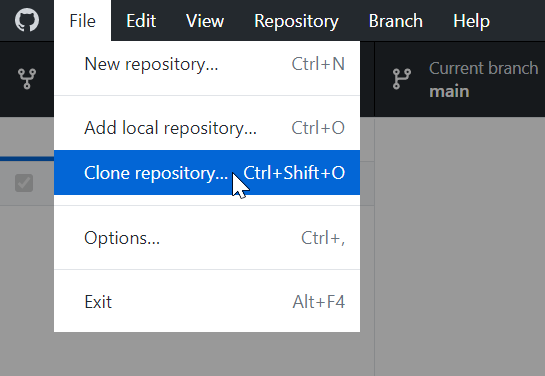 File Edit View Repository Branch Help
New repository... Ctrl+N
Current branch
main
Add local repository... Ctrl+O
Clone repository... Ctrl+Shift+O
Options... Ctrl+,
Exit Alt+F4